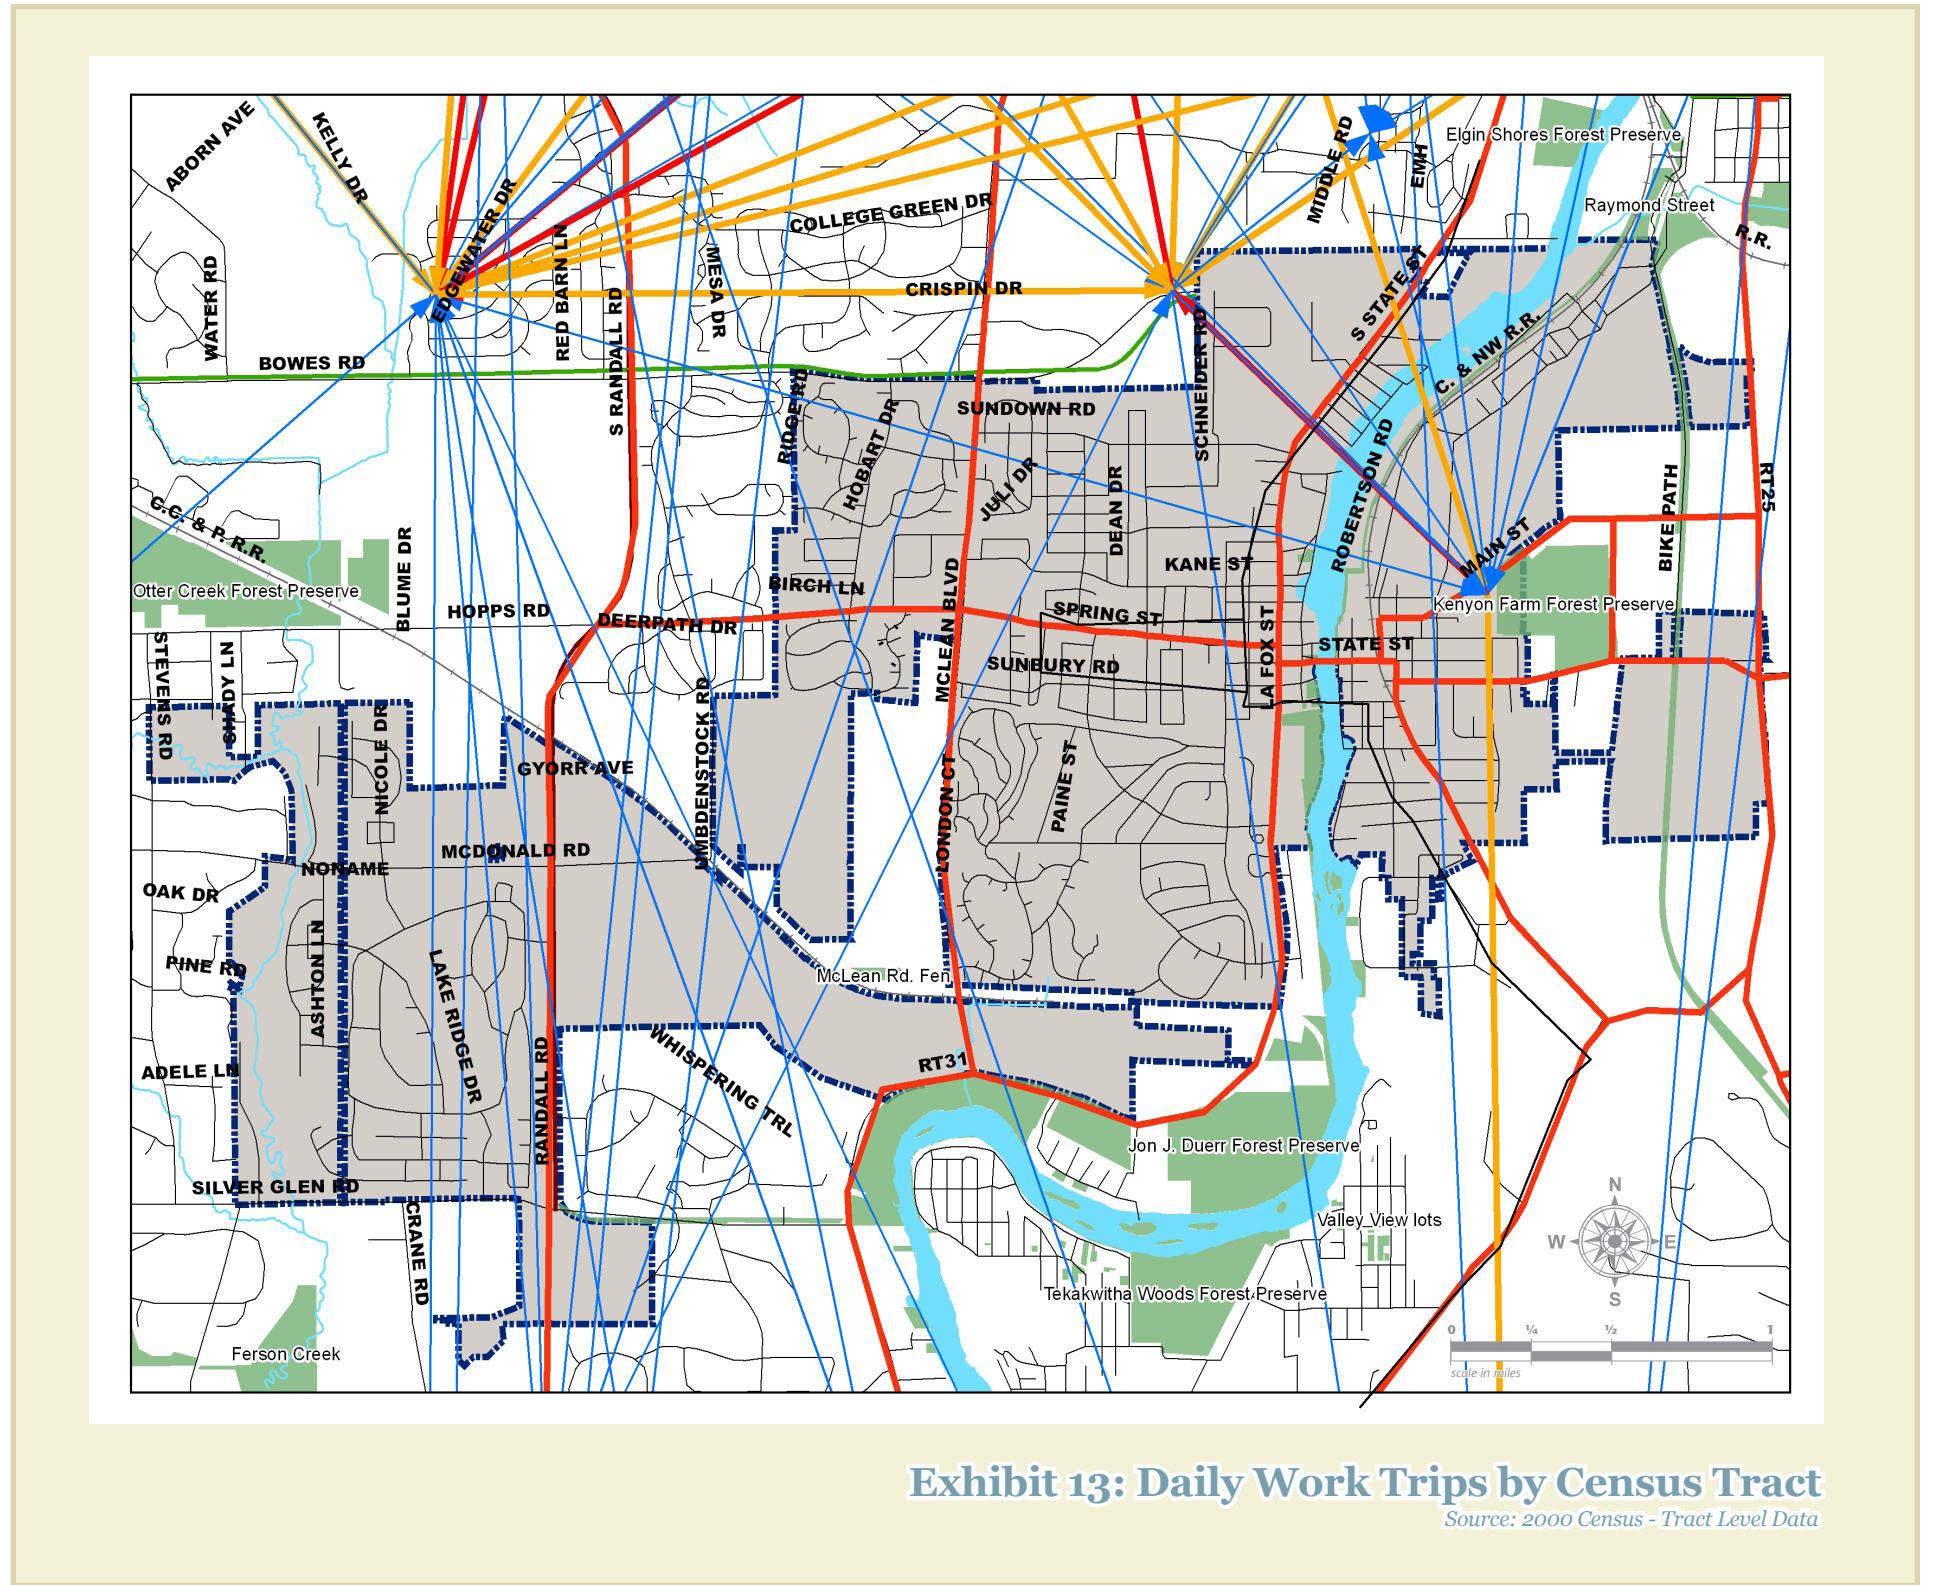 ABORN AVE
KELLY DR
MIDDLE RD
EMH
Elgin Shores Forest Preserve
Raymond Street
R.R.
EDGEWATER DR
COLLEGE GREEN DR
WATER RD
RED BARN LN
MESA DR
CRISPIN DR
S STATE ST
C. & NW R.R.
BOWES RD
S RANDALL RD
SCHNEIDER RD
RIDGE RD
HOBART DR
SUNDOWN RD
JULI DR
DEAN DR
ROBERTSON RD
BIKE PATH
RT25
C.C. & P. R.R.
BLUME DR
KANE ST
MAIN ST
Otter Creek Forest Preserve
HOPPS RD
DEERPATH DR
BIRCH LN
MCLEAN BLVD
SPRING ST
Kenyon Farm Forest Preserve
STATE ST
LA FOX ST
SUNBURY RD
STEVENS RD
SHADY LN
NICOLE DR
UMBDENSTOCK RD
GYORR AVE
PAINE ST
LONDON CT
MCDONALD RD
NONAME
OAK DR
PINE RD
ASHTON LN
LAKE RIDGE DR
McLean Rd. Fen
WHISPERING TRL
RT31
ADELE LN
RANDALL RD
Jon J. Duerr Forest Preserve
SILVER GLEN RD
CRANE RD
Valley View lots
Tekakwitha Woods Forest Preserve
Ferson Creek
N
W
E
S
0 ¼ ½ 1
scale in miles
Exhibit 13: Daily Work Trips by Census Tract
Source: 2000 Census - Tract Level Data